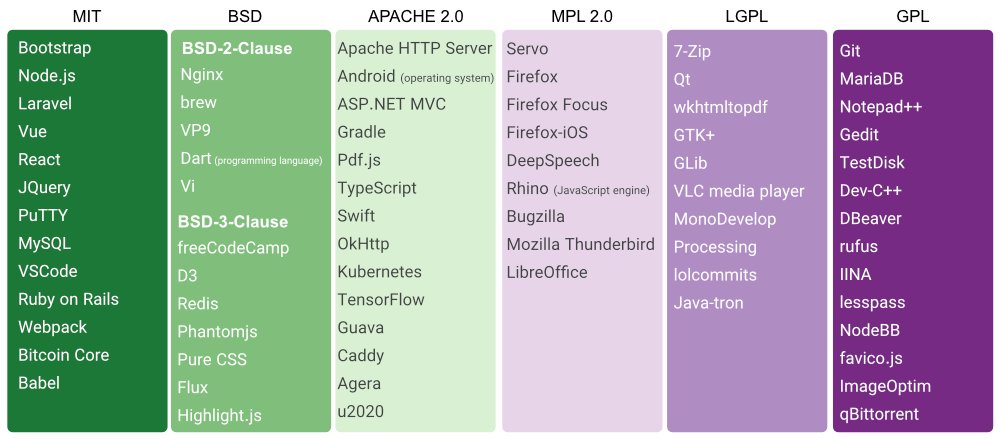 MIT
Bootstrap
Node.js
Laravel
Vue
React
JQuery
PuTTY
MySQL
VSCode
Ruby on Rails
Webpack
Bitcoin Core
Babel
BSD
BSD-2-Clause
Nginx
brew
VP9
Dart (programming language)
Vi
BSD-3-Clause
freeCodeCamp
D3
Redis
Phantomjs
Pure CSS
Flux
Highlight.js
APACHE 2.0
Apache HTTP Server
Android (operating system)
ASP.NET MVC
Gradle
Pdf.js
TypeScript
Swift
OkHttp
Kubernetes
TensorFlow
Guava
Caddy
Agera
u2020
MPL 2.0
Servo
Firefox
Firefox Focus
Firefox-iOS
DeepSpeech
Rhino (JavaScript engine)
Bugzilla
Mozilla Thunderbird
LibreOffice
LGPL
7-Zip
Qt
wkhtmltopdf
GTK+
GLib
VLC media player
MonoDevelop
Processing
lolcommits
Java-tron
GPL
Git
MariaDB
Notepad++
Gedit
TestDisk
Dev-C++
DBeaver
rufus
IINA
lesspass
NodeBB
favico.js
ImageOptim
qBittorrent